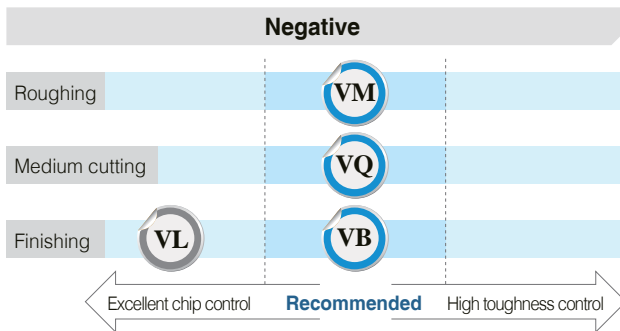 Negative
Roughing
VM
Medium cutting
VQ
Finishing
VL
VB
Excellent chip control
Recommended
High toughness control